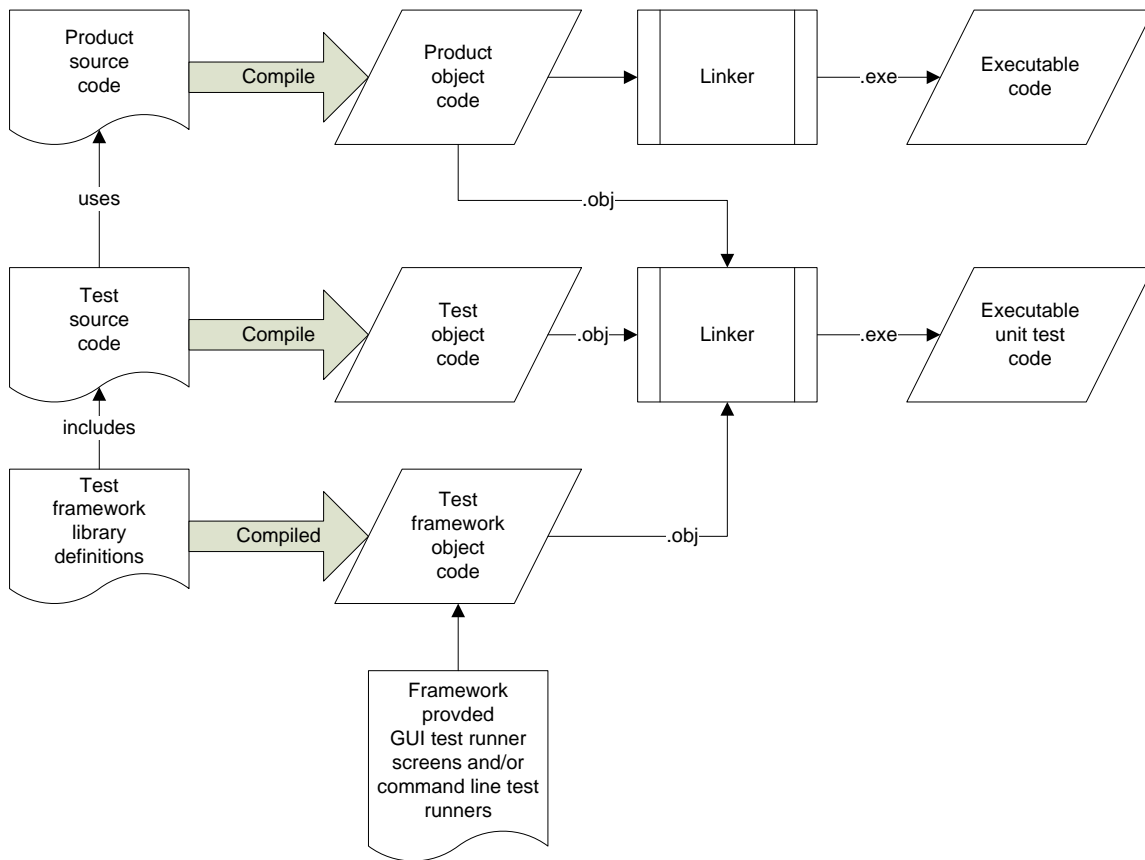 Product
source
code
Compile
Product
object
code
Linker
.exe
Executable
code
uses
.obj
Test
source
code
Compile
Test
object
code
.obj
Linker
.exe
Executable
unit test
code
includes
Test
framework
library
definitions
Compiled
Test
framework
object
code
.obj
Framework
provded
GUI test runner
screens and/or
command line test
runners